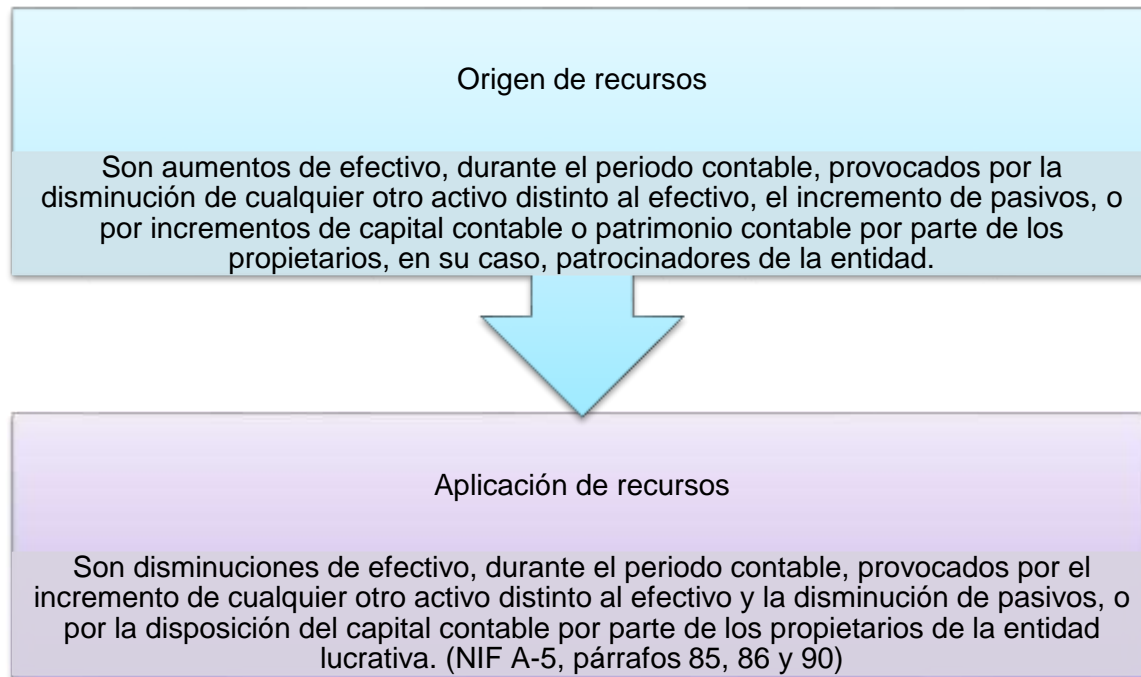 Origen de recursos
Son aumentos de efectivo, durante el periodo contable, provocados por la
disminución de cualquier otro activo distinto al efectivo, el incremento de pasivos, o
por incrementos de capital contable o patrimonio contable por parte de los
propietarios, en su caso, patrocinadores de la entidad.
Aplicación de recursos
Son disminuciones de efectivo, durante el periodo contable, provocados por el
incremento de cualquier otro activo distinto al efectivo y la disminución de pasivos, o
por la disposición del capital contable por parte de los propietarios de la entidad
lucrativa. (NIF A-5, párrafos 85, 86 y 90)